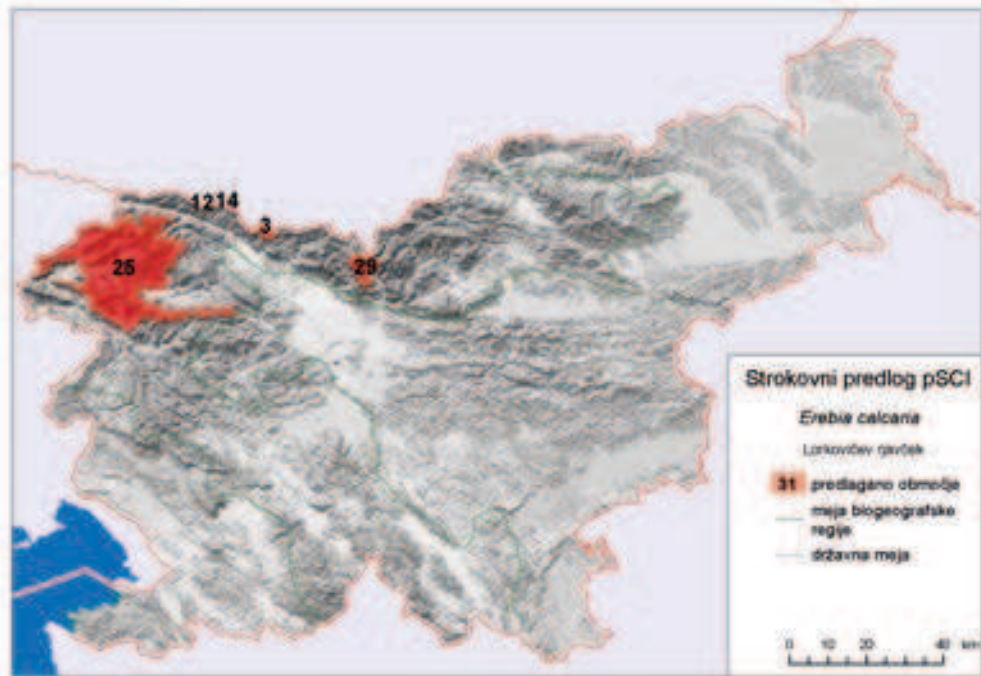 12 14
3
25
29
Strokovni predlog pSCI
Erebia calcaria
Lorkovičev rjavček
31 predlagano območje
meja biogeografske
regije
državna meja
0 10 20 40 km